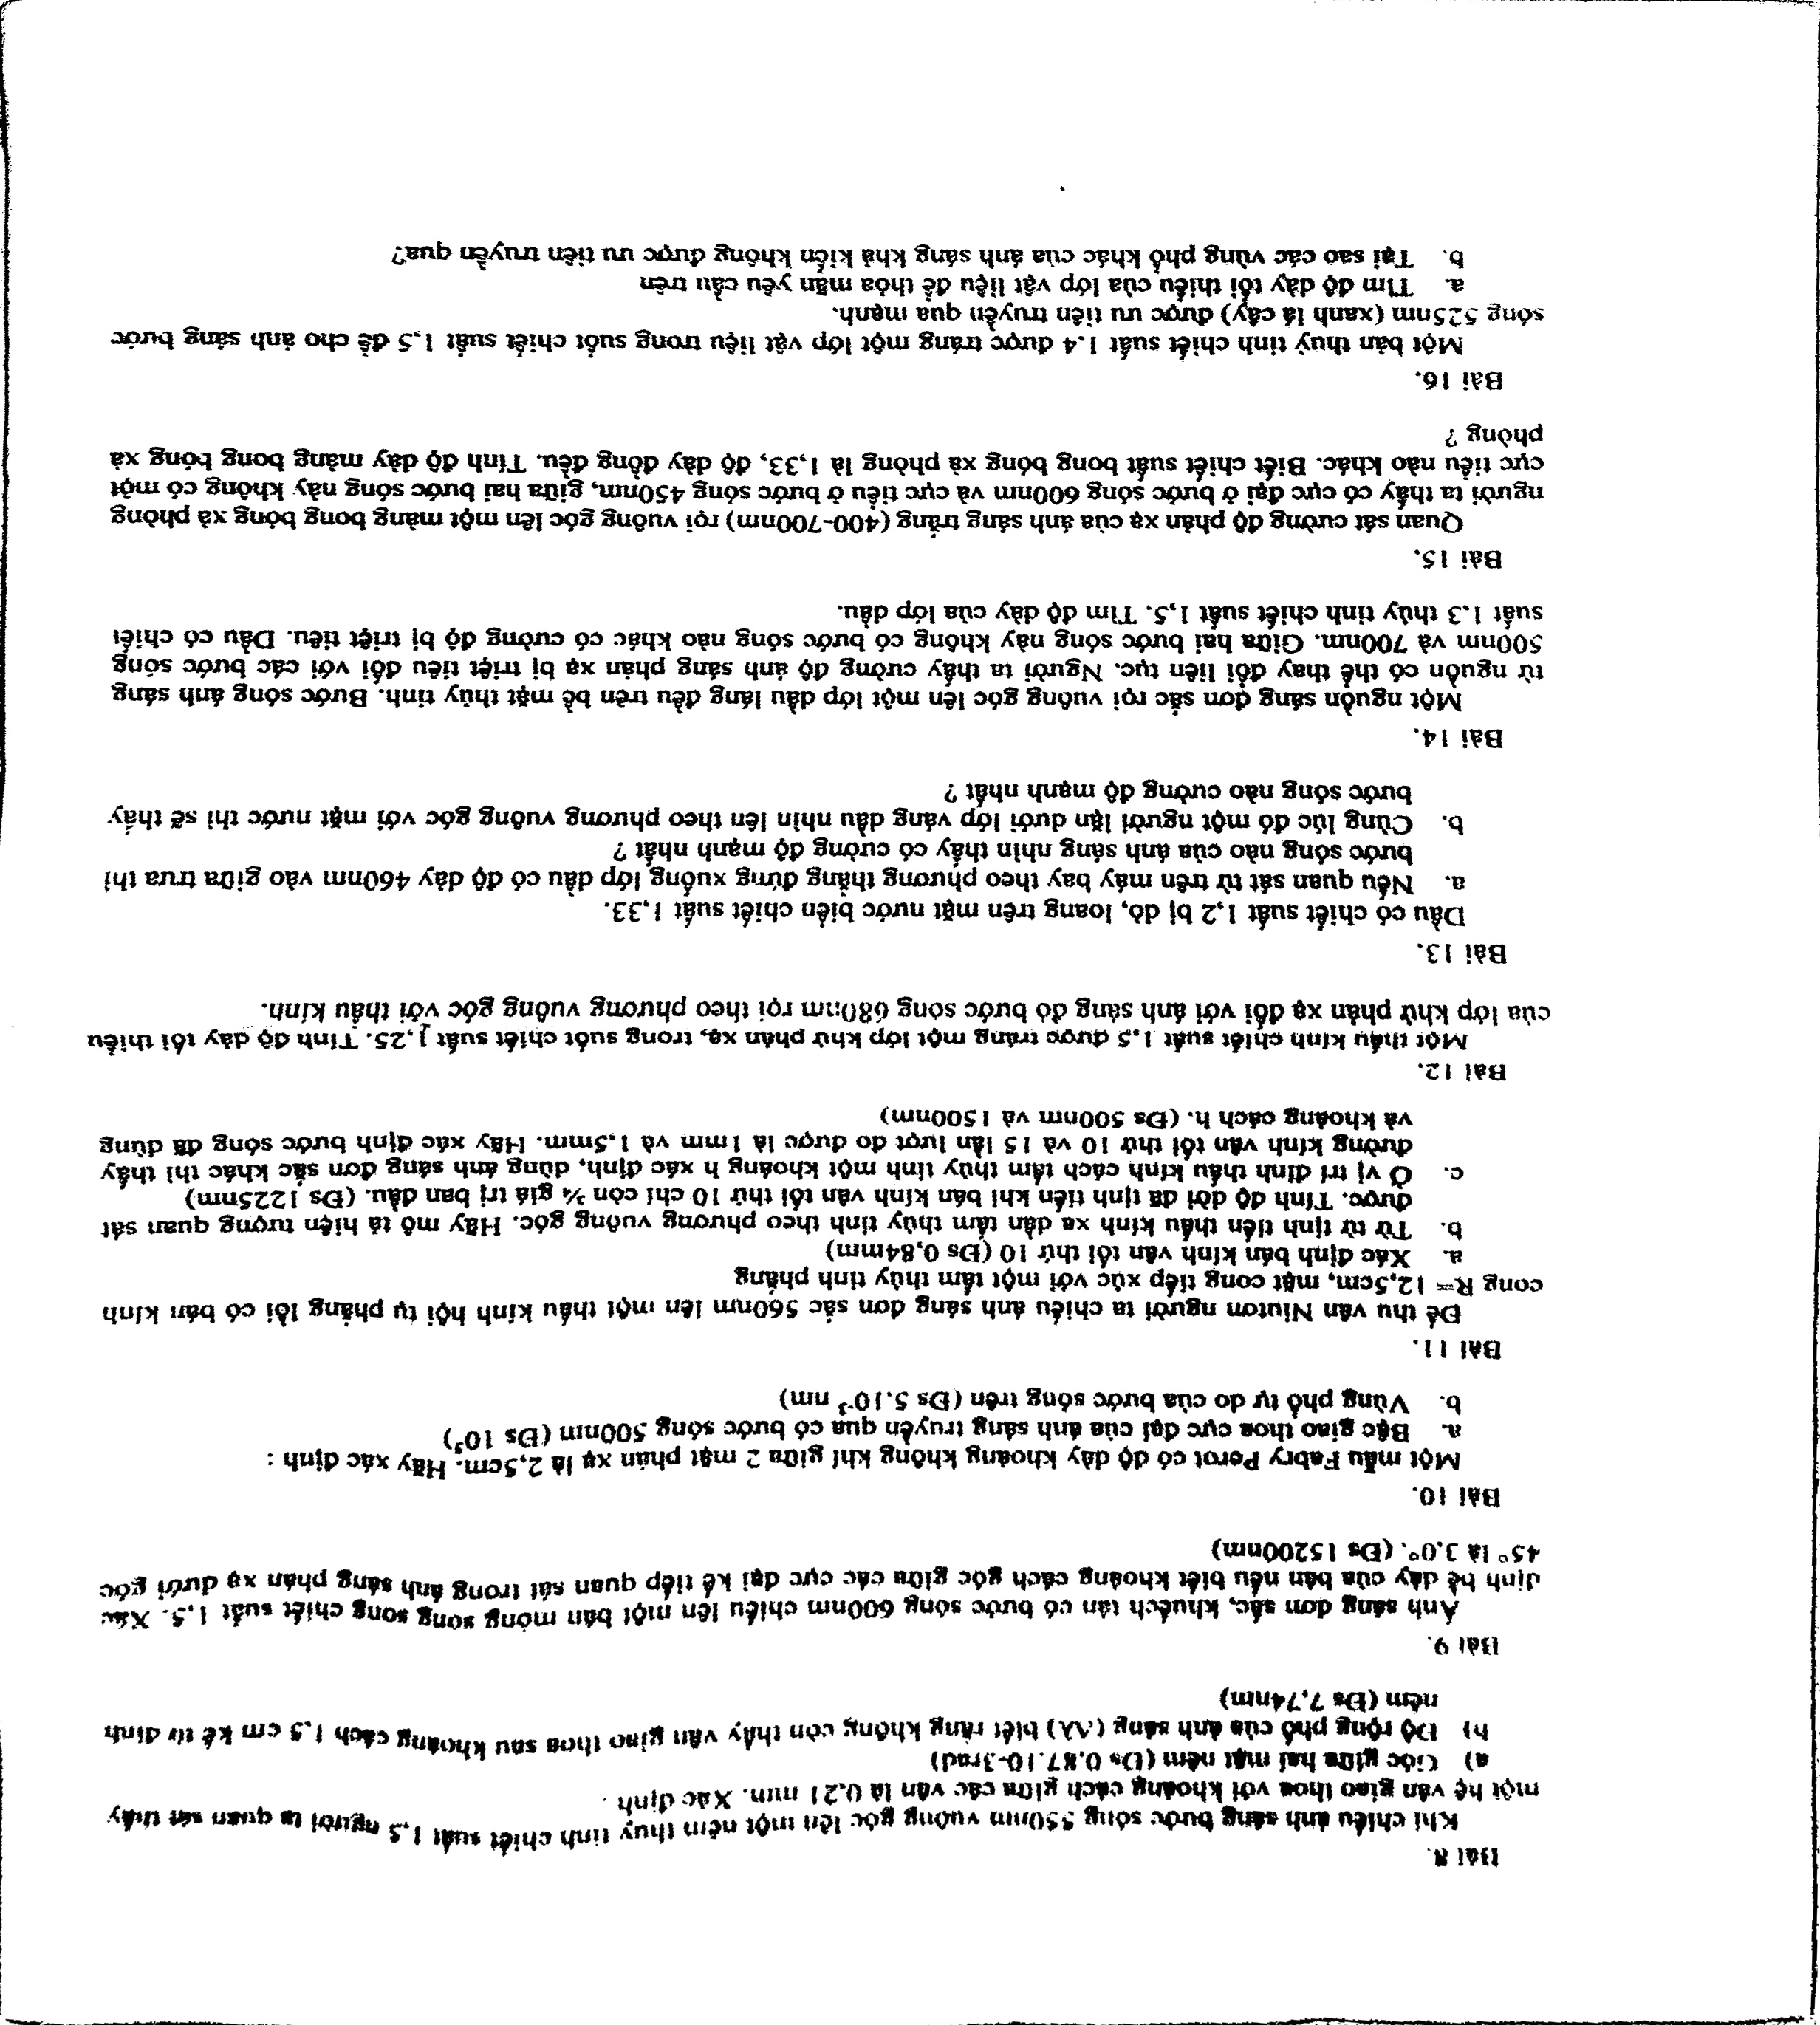 Bài 8.
Khi chiếu ánh sáng bước sóng 550nm vuông góc lên một nêm thuỷ tinh chiết suất 1,5 người ta quan sát thấy
một hệ vân giao thoa với khoảng cách giữa các vân là 0,21 mm. Xác định .
a) Góc giữa hai mặt nêm (Đs 0,87.10-3rad)
b) Độ rộng phổ của ánh sáng (Δλ) biết rằng không còn thấy vân giao thoa sau khoảng cách 1,5 cm kể từ đỉnh
nêm (Đs 7,74nm)
Bài 9.
Ánh sáng đơn sắc, khuếch tán có bước sóng 600nm chiếu lên một bản mỏng song song chiết suất 1,5. Xác
định bề dày của bản nếu biết khoảng cách góc giữa các cực đại kế tiếp quan sát trong ánh sáng phản xạ dưới góc
45° là 3,0°. (Đs 15200nm)
Bài 10.
Một mẫu Fabry Perot có độ dày khoảng không khí giữa 2 mặt phản xạ là 2,5cm. Hãy xác định :
a. Bậc giao thoa cực đại của ánh sáng truyền qua có bước sóng 500nm (Đs 10⁵)
b. Vùng phổ tự do của bước sóng trên (Đs 5.10⁻³ nm)
Bài 11.
Để thu vân Niutơn người ta chiếu ánh sáng đơn sắc 560nm lên một thấu kính hội tụ phẳng lồi có bán kính
cong R= 12,5cm, mặt cong tiếp xúc với một tấm thủy tinh phẳng
a. Xác định bán kính vân tối thứ 10 (Đs 0,84mm)
b. Từ từ tịnh tiến thấu kính xa dần tấm thủy tinh theo phương vuông góc. Hãy mô tả hiện tượng quan sát
được. Tính độ dời đã tịnh tiến khi bán kính vân tối thứ 10 chỉ còn ¾ giá trị ban đầu. (Đs 1225nm)
c. Ở vị trí đỉnh thấu kính cách tấm thủy tinh một khoảng h xác định, dùng ánh sáng đơn sắc khác thì thấy
đường kính vân tối thứ 10 và 15 lần lượt đo được là 1mm và 1,5mm. Hãy xác định bước sóng đã dùng
và khoảng cách h. (Đs 500nm và 1500nm)
Bài 12.
Một thấu kính chiết suất 1,5 được tráng một lớp khử phản xạ, trong suốt chiết suất 1,25. Tính độ dày tối thiểu
của lớp khử phản xạ đối với ánh sáng đỏ bước sóng 680nm rọi theo phương vuông góc với thấu kính.
Bài 13.
Dầu có chiết suất 1,2 bị dò, loang trên mặt nước biển chiết suất 1,33.
a. Nếu quan sát từ trên máy bay theo phương thẳng đứng xuống lớp dầu có độ dày 460nm vào giữa trưa thì
bước sóng nào của ánh sáng nhìn thấy có cường độ mạnh nhất ?
b. Cùng lúc đó một người lặn dưới lớp váng dầu nhìn lên theo phương vuông góc với mặt nước thì sẽ thấy
bước sóng nào cường độ mạnh nhất ?
Bài 14.
Một nguồn sáng đơn sắc rọi vuông góc lên một lớp dầu láng đều trên bề mặt thủy tinh. Bước sóng ánh sáng
từ nguồn có thể thay đổi liên tục. Người ta thấy cường độ ánh sáng phản xạ bị triệt tiêu đối với các bước sóng
500nm và 700nm. Giữa hai bước sóng này không có bước sóng nào khác có cường độ bị triệt tiêu. Dầu có chiết
suất 1.3 thủy tinh chiết suất 1,5. Tìm độ dày của lớp dầu.
Bài 15.
Quan sát cường độ phản xạ của ánh sáng trắng (400-700nm) rọi vuông góc lên một màng bong bóng xà phòng
người ta thấy có cực đại ở bước sóng 600nm và cực tiểu ở bước sóng 450nm, giữa hai bước sóng này không có một
cực tiểu nào khác. Biết chiết suất bong bóng xà phòng là 1,33, độ dày đồng đều. Tính độ dày màng bong bóng xà
phòng ?
Bài 16.
Một bản thuỷ tinh chiết suất 1.4 được tráng một lớp vật liệu trong suốt chiết suất 1,5 để cho ánh sáng bước
sóng 525nm (xanh lá cây) được ưu tiên truyền qua mạnh.
a. Tìm độ dày tối thiểu của lớp vật liệu để thỏa mãn yêu cầu trên
b. Tại sao các vùng phổ khác của ánh sáng khả kiến không được ưu tiên truyền qua?